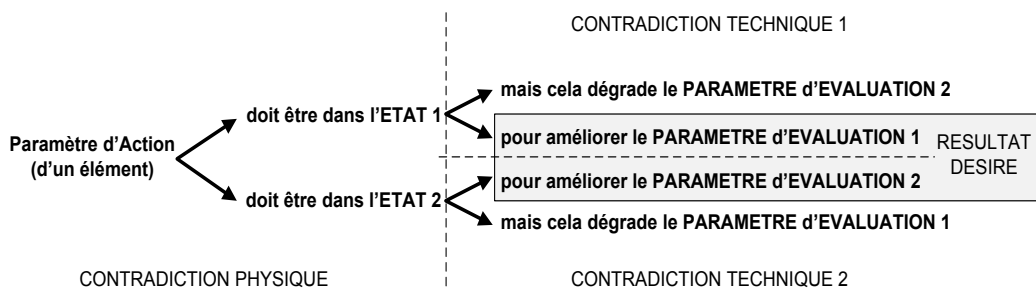 CONTRADICTION TECHNIQUE 1
mais cela dégrade le PARAMETRE d’EVALUATION 2
doit être dans l’ETAT 1
pour améliorer le PARAMETRE d’EVALUATION 1
Paramètre d’Action
(d’un élément)
RESULTAT
DESIRE
pour améliorer le PARAMETRE d’EVALUATION 2
doit être dans l’ETAT 2
mais cela dégrade le PARAMETRE d’EVALUATION 1
CONTRADICTION PHYSIQUE
CONTRADICTION TECHNIQUE 2